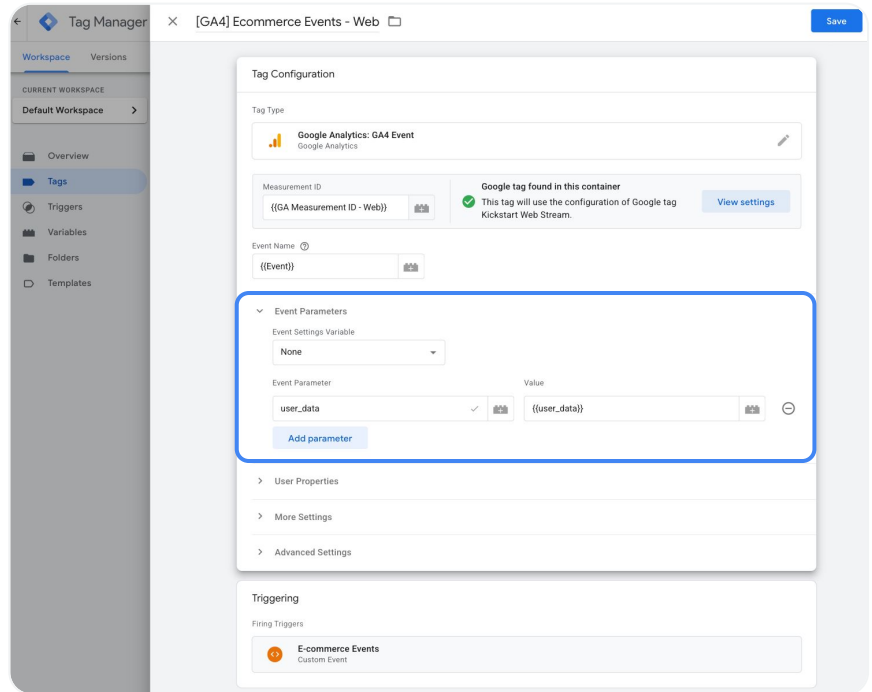 Tag Manager
[GA4] Ecommerce Events - Web
Save
Workspace Versions
CURRENT WORKSPACE
Default Workspace
Overview
Tags
Triggers
Variables
Folders
Templates
Tag Configuration
Tag Type
Google Analytics: GA4 Event
Google Analytics
Measurement ID
{{GA Measurement ID - Web}}
Google tag found in this container
This tag will use the configuration of Google tag
Kickstart Web Stream.
View settings
Event Name
{{Event}}
Event Parameters
Event Settings Variable
None
Event Parameter Value
user_data {{user_data}}
Add parameter
User Properties
More Settings
Advanced Settings
Triggering
Firing Triggers
E-commerce Events
Custom Event